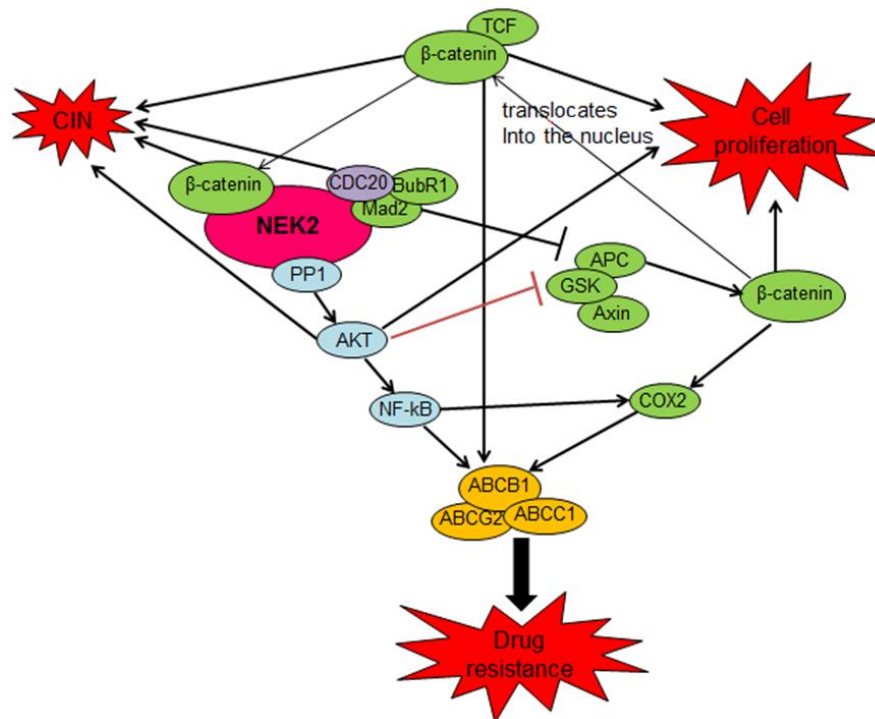 TCF
β-catenin
CIN
translocates
Into the nucleus
Cell
proliferation
β-catenin
CDC20
BubR1
Mad2
NEK2
PP1
APC
GSK
Axin
β-catenin
AKT
NF-kB
COX2
ABCB1
ABCG2
ABCC1
Drug
resistance